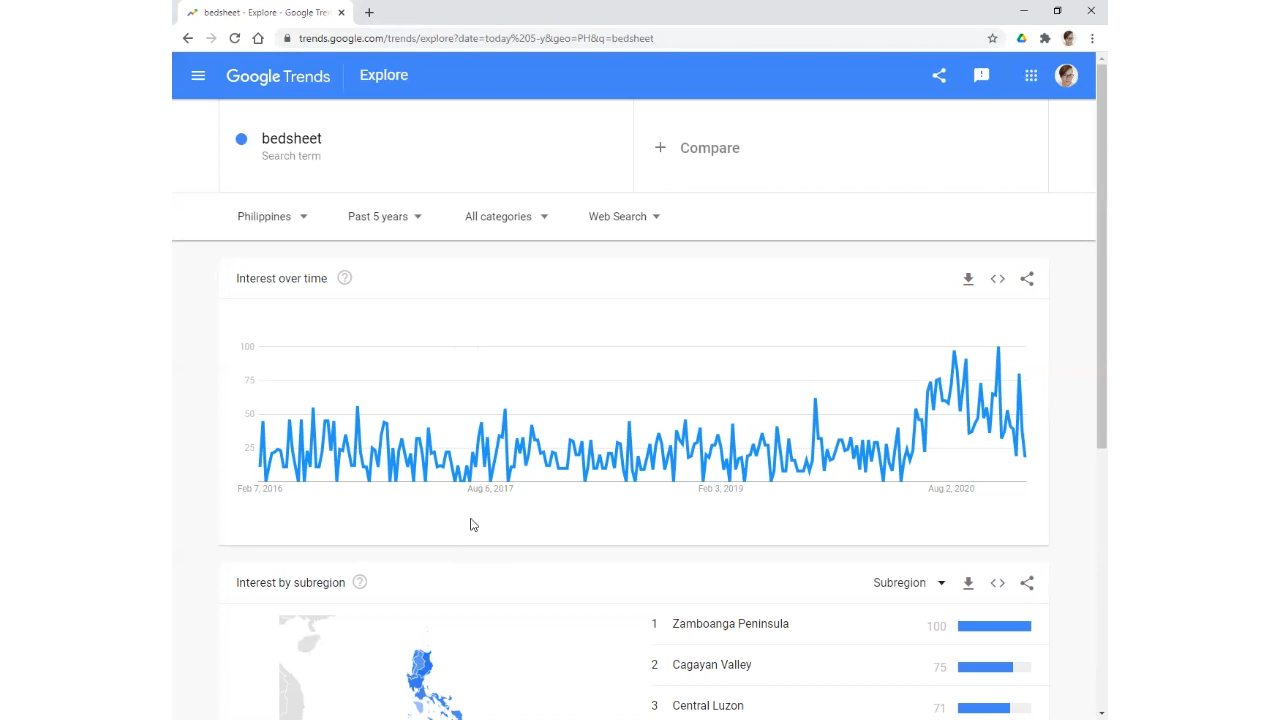 bedsheet - Explore - Google Tre
trends.google.com/trends/explore?date=today%205-y&geo=PH&q=bedsheet
Google Trends Explore
bedsheet
Search term
+ Compare
Philippines Past 5 years All categories Web Search
Interest over time ?
100
75
50
25
Feb 7, 2016 Aug 6, 2017 Feb 3, 2019 Aug 2, 2020
Interest by subregion ? Subregion
1 Zamboanga Peninsula 100
2 Cagayan Valley 75
3 Central Luzon 71